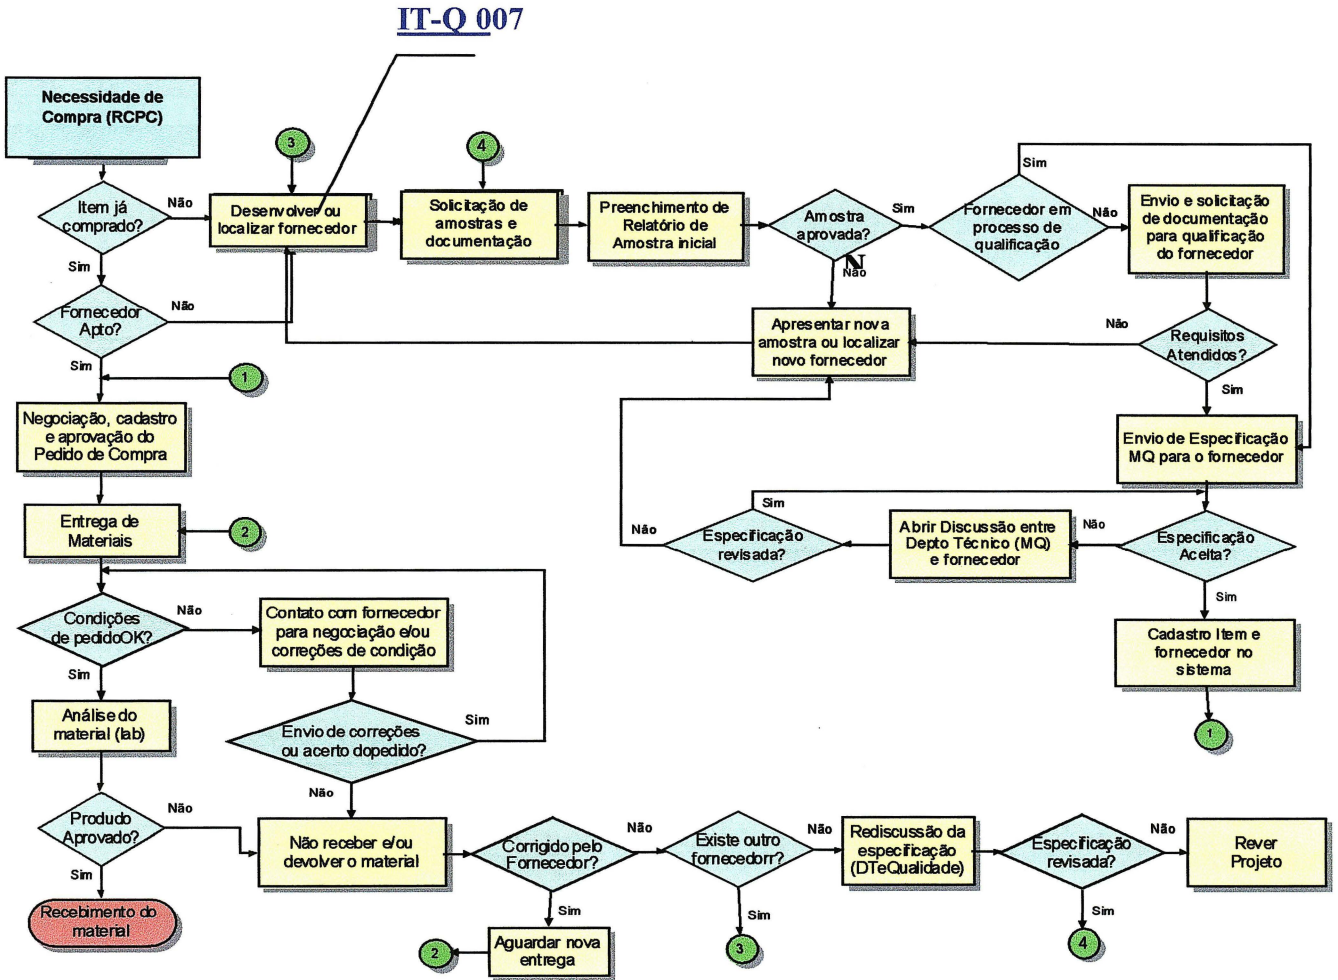 IT-Q 007
Necessidade de
Compra (RCPC)
Item já
comprado?
Não
Sim
Fornecedor
Apto?
Não
Sim
1
Negociação, cadastro
e aprovação do
Pedido de Compra
Entrega de
Materiais
2
Condições
de pedidoOK?
Não
Sim
Análise do
material (lab)
Produdo
Aprovado?
Não
Sim
Recebimento do
material
3
Desenvolver ou
localizar fornecedor
4
Solicitação de
amostras e
documentação
Preenchimento de
Relatório de
Amostra inicial
Amostra
aprovada?
Sim
N
Não
Fornecedor em
processo de
qualificação
Sim
Não
Envio e solicitação
de documentação
para qualificação
do fornecedor
Requisitos
Atendidos?
Não
Sim
Apresentar nova
amostra ou localizar
novo fornecedor
Envio de Especificação
MQ para o fornecedor
Especificação
Aceita?
Não
Sim
Abrir Discussão entre
Depto Técnico (MQ)
e fornecedor
Especificação
revisada?
Sim
Não
Cadastro Item e
fornecedor no
sistema
1
Contato com fornecedor
para negociação e/ou
correções de condição
Envio de correções
ou acerto dopedido?
Sim
Não
Não receber e/ou
devolver o material
Corrigido pelo
Fornecedor?
Não
Sim
Aguardar nova
entrega
2
Existe outro
fornecedorr?
Não
Sim
3
Rediscussão da
especificação
(DTeQualidade)
Especificação
revisada?
Não
Sim
4
Rever
Projeto